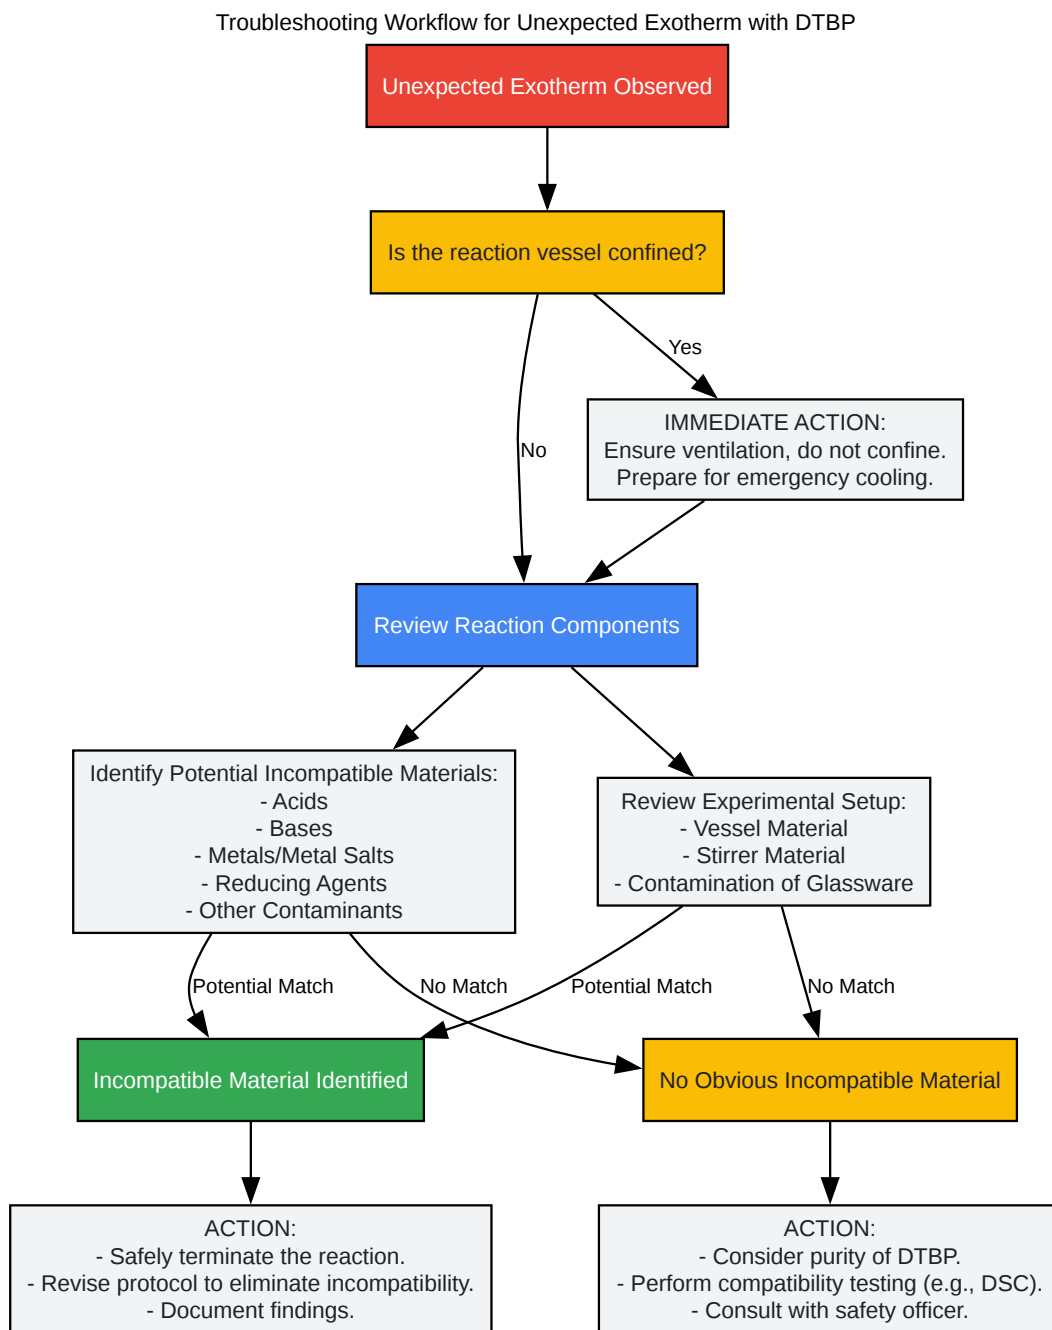 Troubleshooting Workflow for Unexpected Exotherm with DTBP
Unexpected Exotherm Observed
Is the reaction vessel confined?
Yes
No
IMMEDIATE ACTION:
Ensure ventilation, do not confine.
Prepare for emergency cooling.
Review Reaction Components
Identify Potential Incompatible Materials:
- Acids
- Bases
- Metals/Metal Salts
- Reducing Agents
- Other Contaminants
Review Experimental Setup:
- Vessel Material
- Stirrer Material
- Contamination of Glassware
Potential Match
No Match
Potential Match
No Match
Incompatible Material Identified
No Obvious Incompatible Material
ACTION:
- Safely terminate the reaction.
- Revise protocol to eliminate incompatibility.
- Document findings.
ACTION:
- Consider purity of DTBP.
- Perform compatibility testing (e.g., DSC).
- Consult with safety officer.